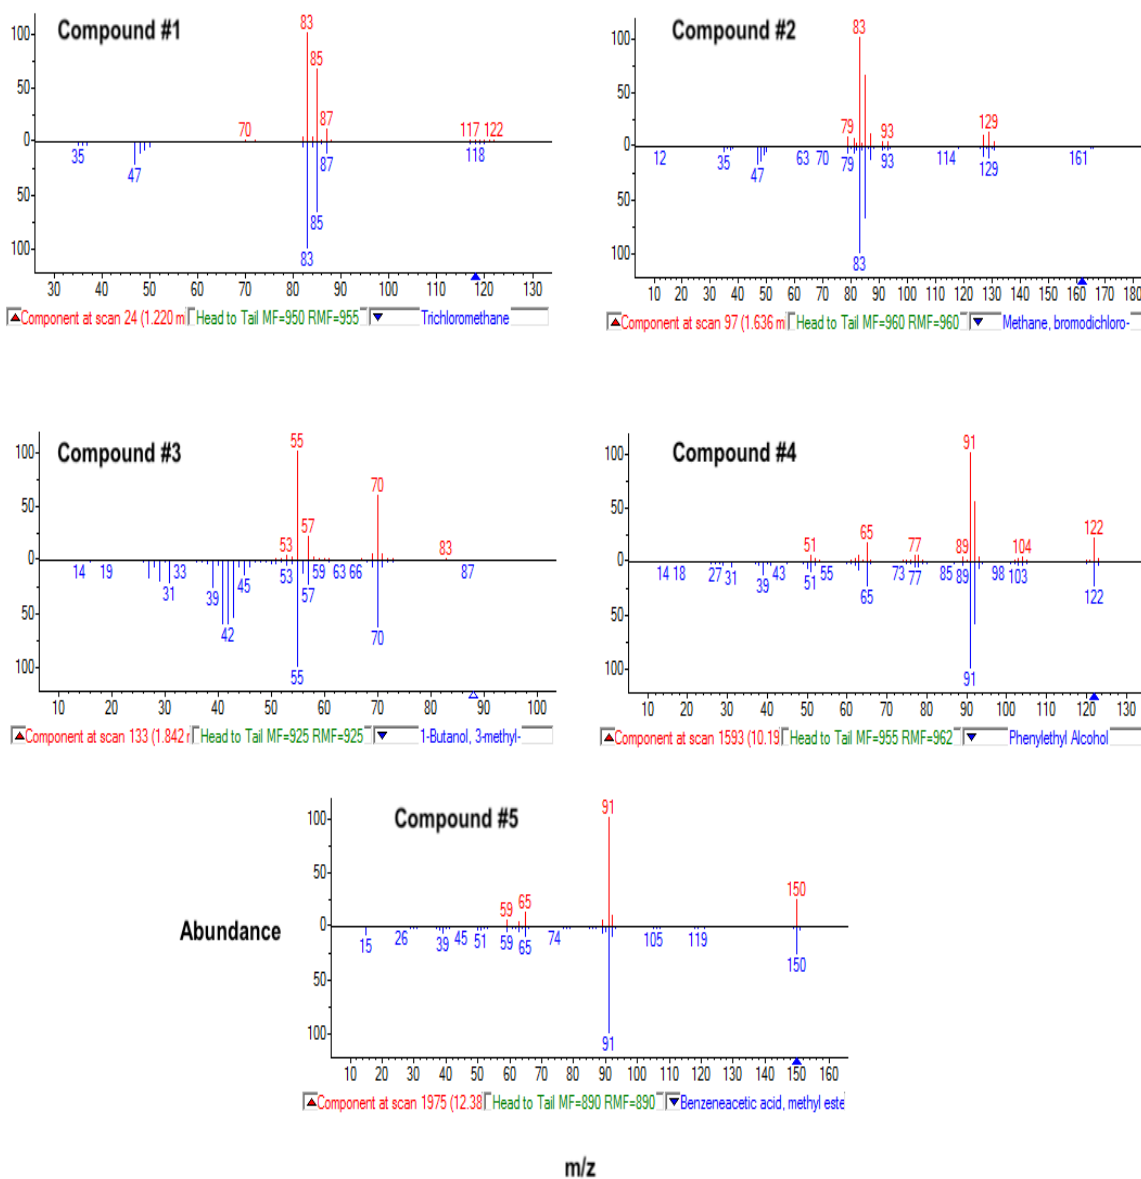 Compound #1
100
50
0
50
100
83
85
87
70
117 122
35
47
118
87
85
83
30 40 50 60 70 80 90 100 110 120 130
Component at scan 24 (1.220 m Head to Tail MF=950 RMF=955 Trichloromethane
Compound #2
100
50
0
50
100
83
79
93
129
12 35 47 63 70 79 93 114 129 161
83
10 20 30 40 50 60 70 80 90 100 110 120 130 140 150 160 170 180
Component at scan 97 (1.636 m Head to Tail MF=960 RMF=960 Methane, bromodichloro-
Compound #3
100
50
0
50
100
55
70
57
53
83
14 19 31 33 39 42 45 53 57 59 63 66 87
70
55
10 20 30 40 50 60 70 80 90 100
Component at scan 133 (1.842 r Head to Tail MF=925 RMF=925 1-Butanol, 3-methyl-
Compound #4
100
50
0
50
100
91
122
65
51 77 89 104
14 18 27 31 39 43 51 55 65 73 77 85 89 98 103 122
91
10 20 30 40 50 60 70 80 90 100 110 120 130
Component at scan 1593 (10.19 Head to Tail MF=955 RMF=962 Phenylethyl Alcohol
Compound #5
100
50
0
50
100
91
150
59 65
15 26 39 45 51 59 65 74 105 119 150
91
10 20 30 40 50 60 70 80 90 100 110 120 130 140 150 160
Component at scan 1975 (12.38 Head to Tail MF=890 RMF=890 Benzeneacetic acid, methyl este
Abundance
m/z